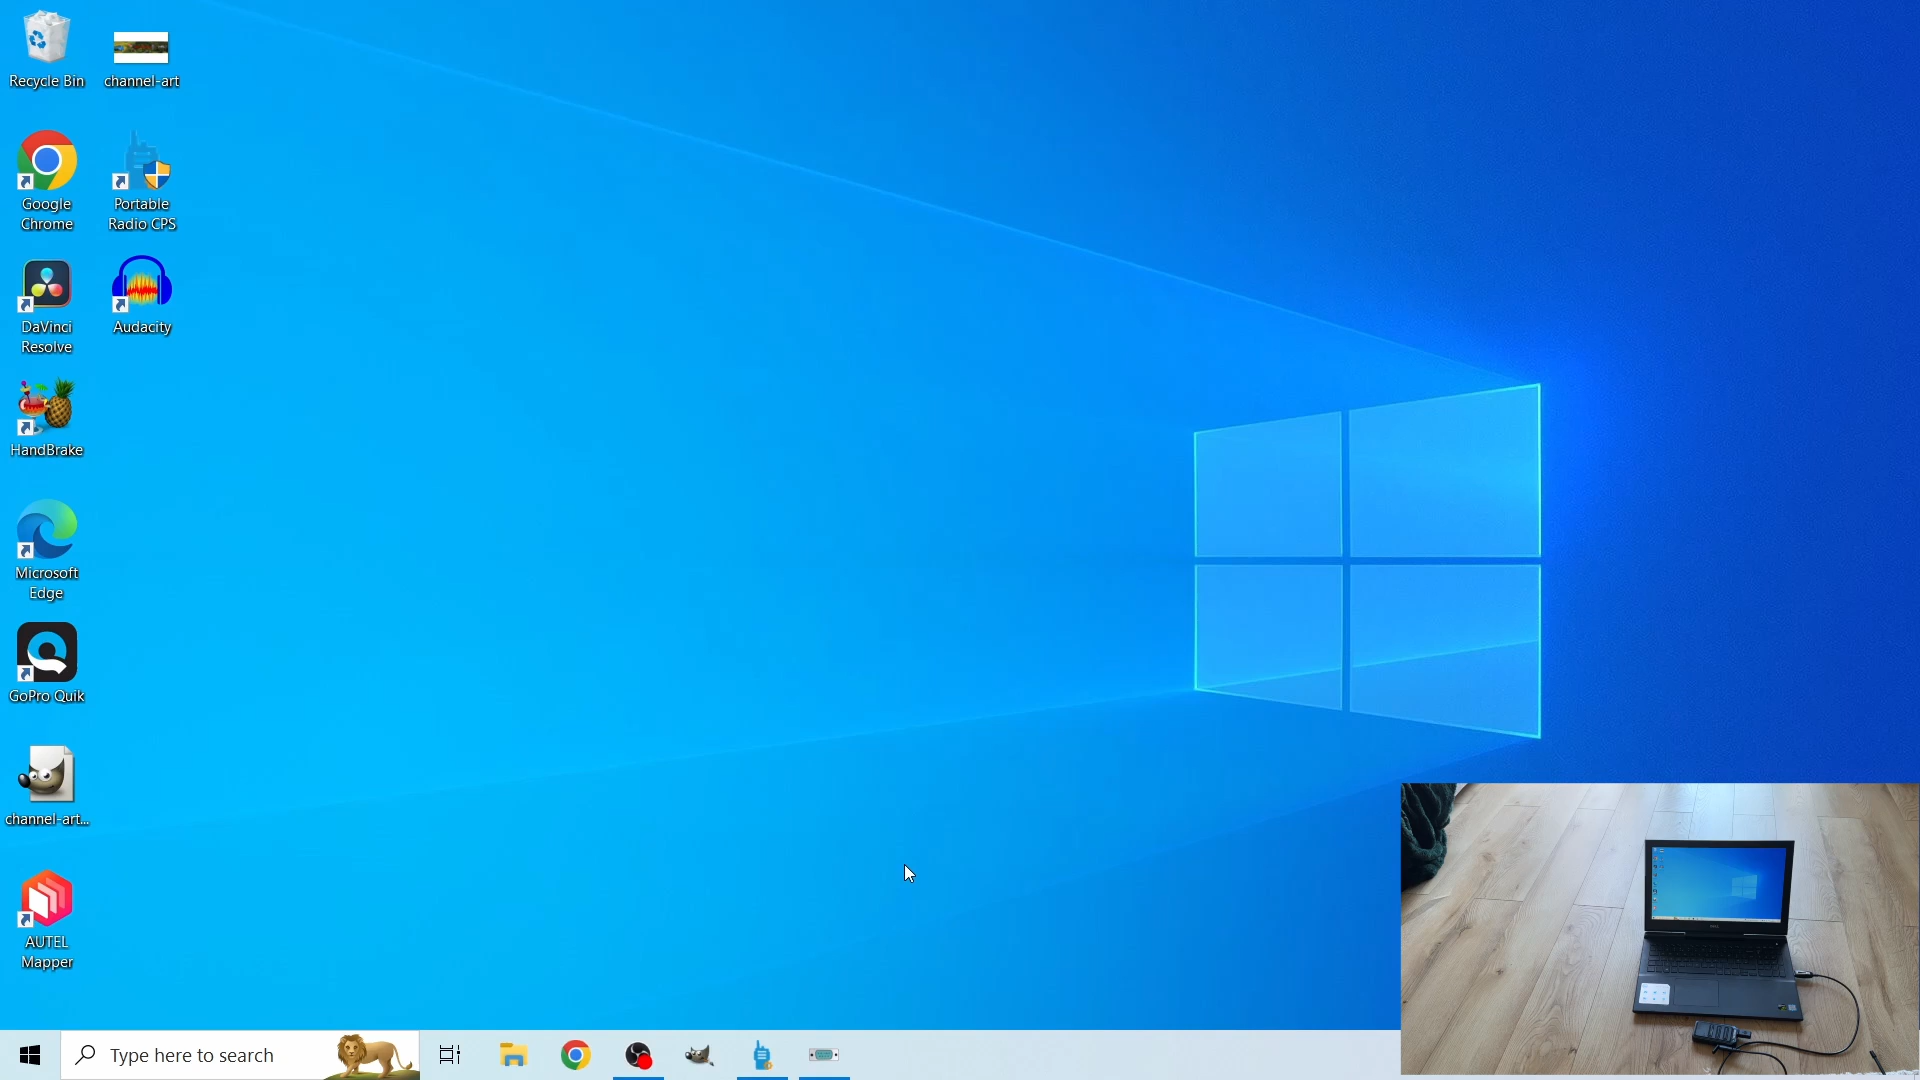 Recycle Bin
channel-art
Google
Chrome
Portable
Radio CPS
DaVinci
Resolve
Audacity
HandBrake
Microsoft
Edge
GoPro Quik
channel-art...
AUTEL
Mapper
Type here to search